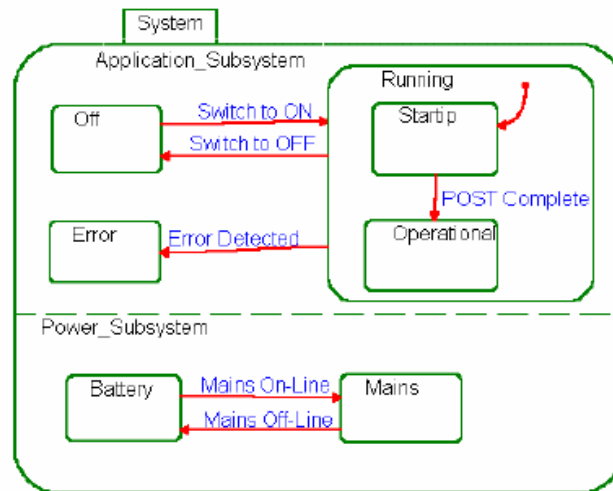 System
Application_Subsystem
Running
Off
Switch to ON
Startip
Switch to OFF
POST Complete
Error
Error Detected
Operational
Power_Subsystem
Battery
Mains On-Line
Mains
Mains Off-Line